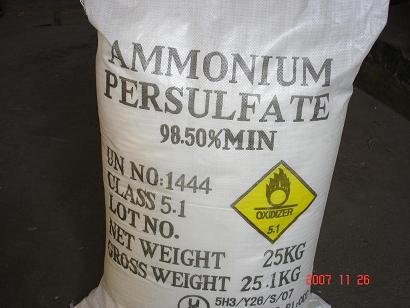 AMMONIUM
PERSULFATE
98.50%MIN
UN NO:1444
CLASS 5.1
LOT NO.
NET WEIGHT 25KG
GROSS WEIGHT 25.1KG
OXIDIZER
5.1
5H3/Y26/S/07
2007 11 26